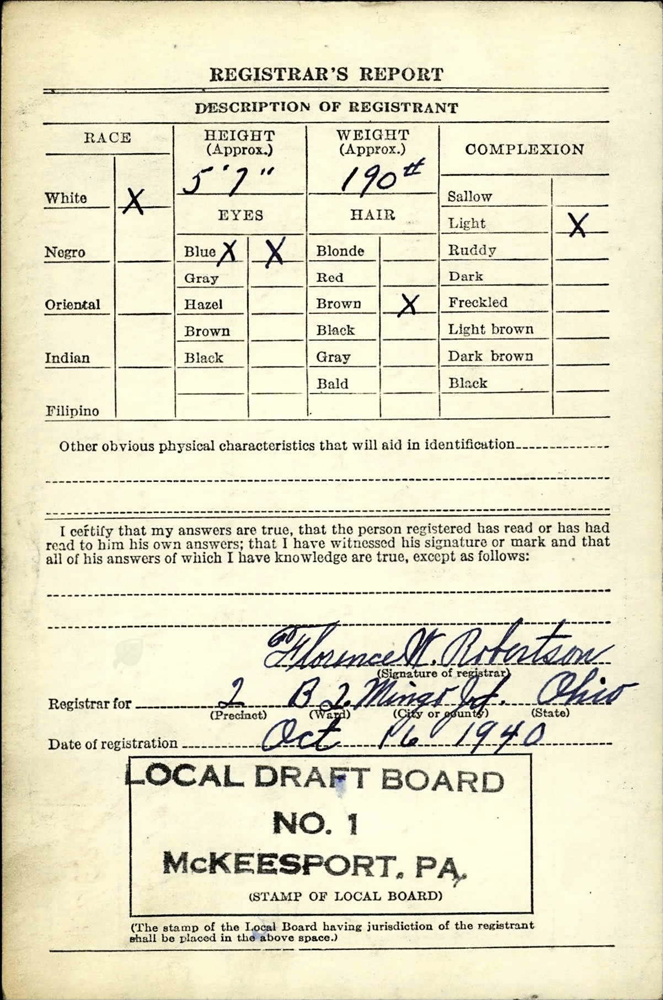 REGISTRAR'S REPORT
DESCRIPTION OF REGISTRANT
RACE
HEIGHT
(Approx.)
WEIGHT
(Approx.)
COMPLEXION
5'7"
190#
White X
EYES
HAIR
Sallow
Light X
Negro
Blue X X
Blonde
Ruddy
Gray
Red
Dark
Oriental
Hazel
Brown X
Freckled
Brown
Black
Light brown
Indian
Black
Gray
Dark brown
Bald
Black
Filipino
Other obvious physical characteristics that will aid in identification
I certify that my answers are true, that the person registered has read or has had
read to him his own answers; that I have witnessed his signature or mark and that
all of his answers of which I have knowledge are true, except as follows:
Florence W. Robertson
(Signature of registrar)
Registrar for 2 B 2. Mingo Jct. Ohio
(Precinct) (Ward) (City or county) (State)
Date of registration Oct 16 1940
LOCAL DRAFT BOARD
NO. 1
McKEESPORT, PA.
(STAMP OF LOCAL BOARD)
(The stamp of the Local Board having jurisdiction of the registrant
shall be placed in the above space.)